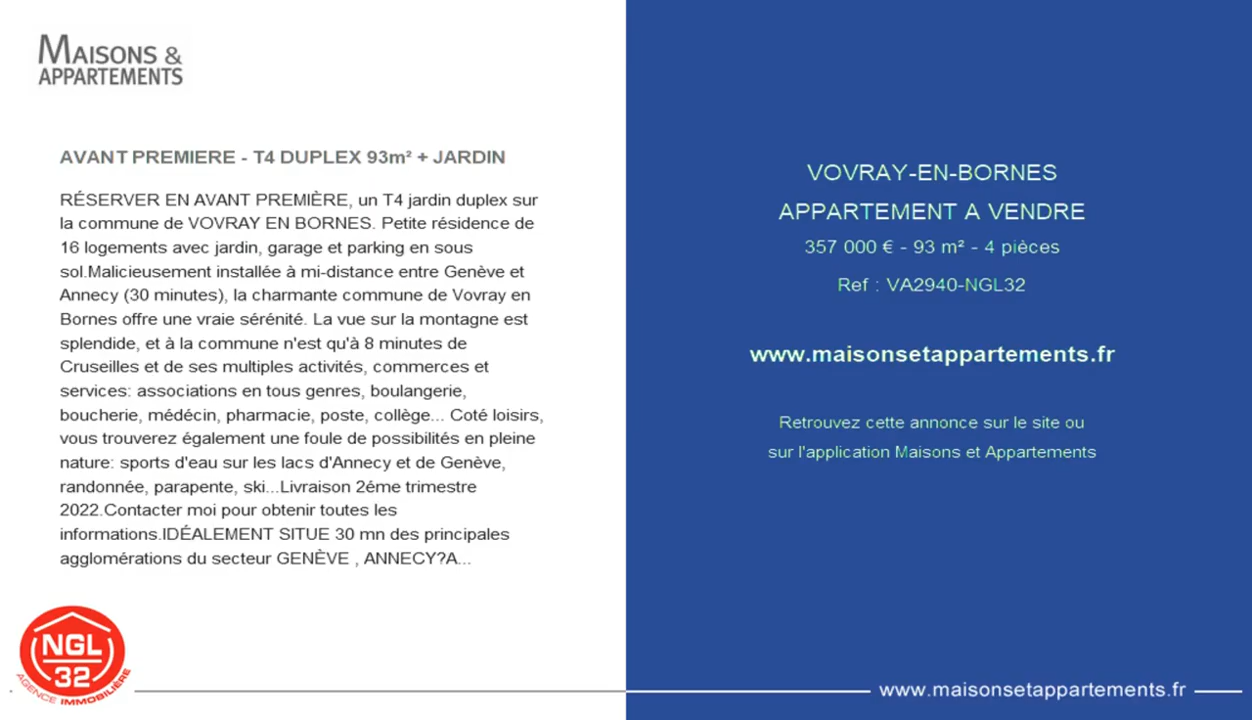 MAISONS &
APPARTEMENTS
AVANT PREMIERE - T4 DUPLEX 93m² + JARDIN
RÉSERVER EN AVANT PREMIÈRE, un T4 jardin duplex sur
la commune de VOVRAY EN BORNES. Petite résidence de
16 logements avec jardin, garage et parking en sous
sol.Malicieusement installée à mi-distance entre Genève et
Annecy (30 minutes), la charmante commune de Vovray en
Bornes offre une vraie sérénité. La vue sur la montagne est
splendide, et à la commune n'est qu'à 8 minutes de
Cruseilles et de ses multiples activités, commerces et
services: associations en tous genres, boulangerie,
boucherie, médécin, pharmacie, poste, collège... Coté loisirs,
vous trouverez également une foule de possibilités en pleine
nature: sports d'eau sur les lacs d'Annecy et de Genève,
randonnée, parapente, ski...Livraison 2éme trimestre
2022.Contacter moi pour obtenir toutes les
informations.IDÉALEMENT SITUE 30 mn des principales
agglomérations du secteur GENÈVE , ANNECY?A...
NGL
32
AGENCE IMMOBILIÈRE
VOVRAY-EN-BORNES
APPARTEMENT A VENDRE
357 000 € - 93 m² - 4 pièces
Ref : VA2940-NGL32
www.maisonsetappartements.fr
Retrouvez cette annonce sur le site ou
sur l'application Maisons et Appartements
www.maisonsetappartements.fr